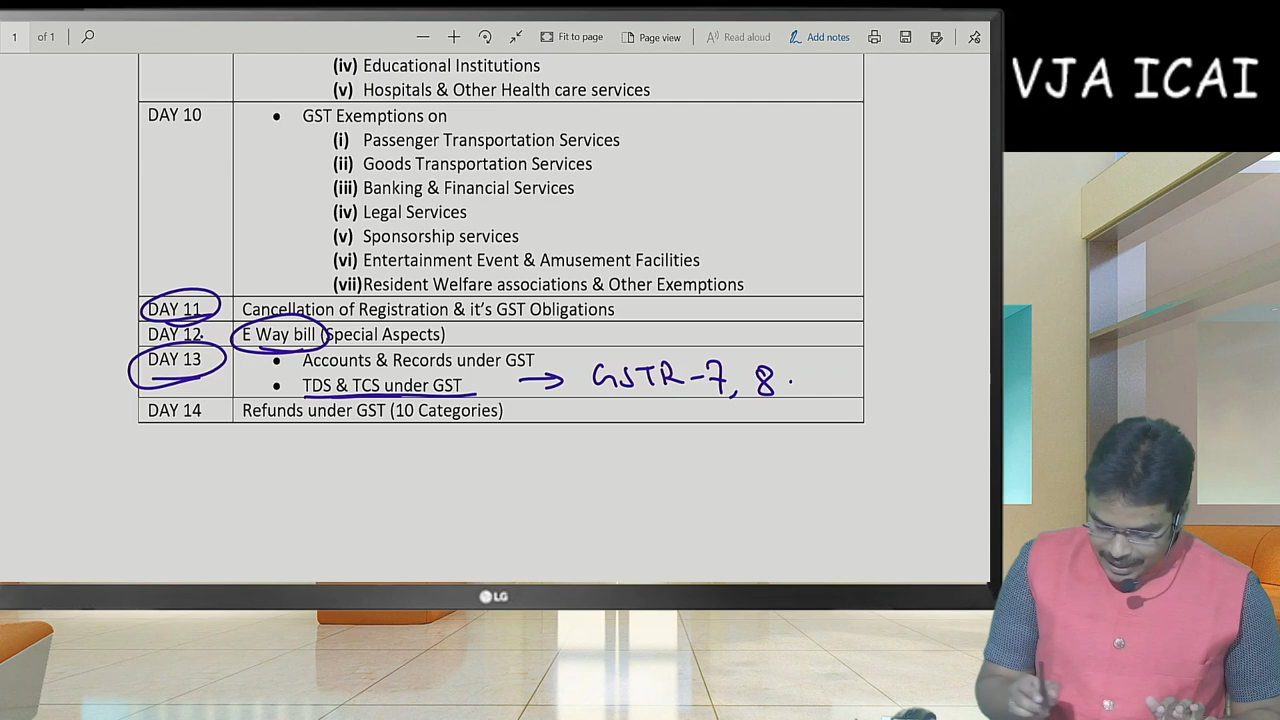 1 of 1 Fit to page Page view Read aloud Add notes
VJA ICAI
(iv) Educational Institutions
(v) Hospitals & Other Health care services
DAY 10 • GST Exemptions on
(i) Passenger Transportation Services
(ii) Goods Transportation Services
(iii) Banking & Financial Services
(iv) Legal Services
(v) Sponsorship services
(vi) Entertainment Event & Amusement Facilities
(vii) Resident Welfare associations & Other Exemptions
DAY 11 Cancellation of Registration & it's GST Obligations
DAY 12 E Way bill (Special Aspects)
DAY 13 • Accounts & Records under GST
• TDS & TCS under GST → GSTR-7, 8.
DAY 14 Refunds under GST (10 Categories)
LG